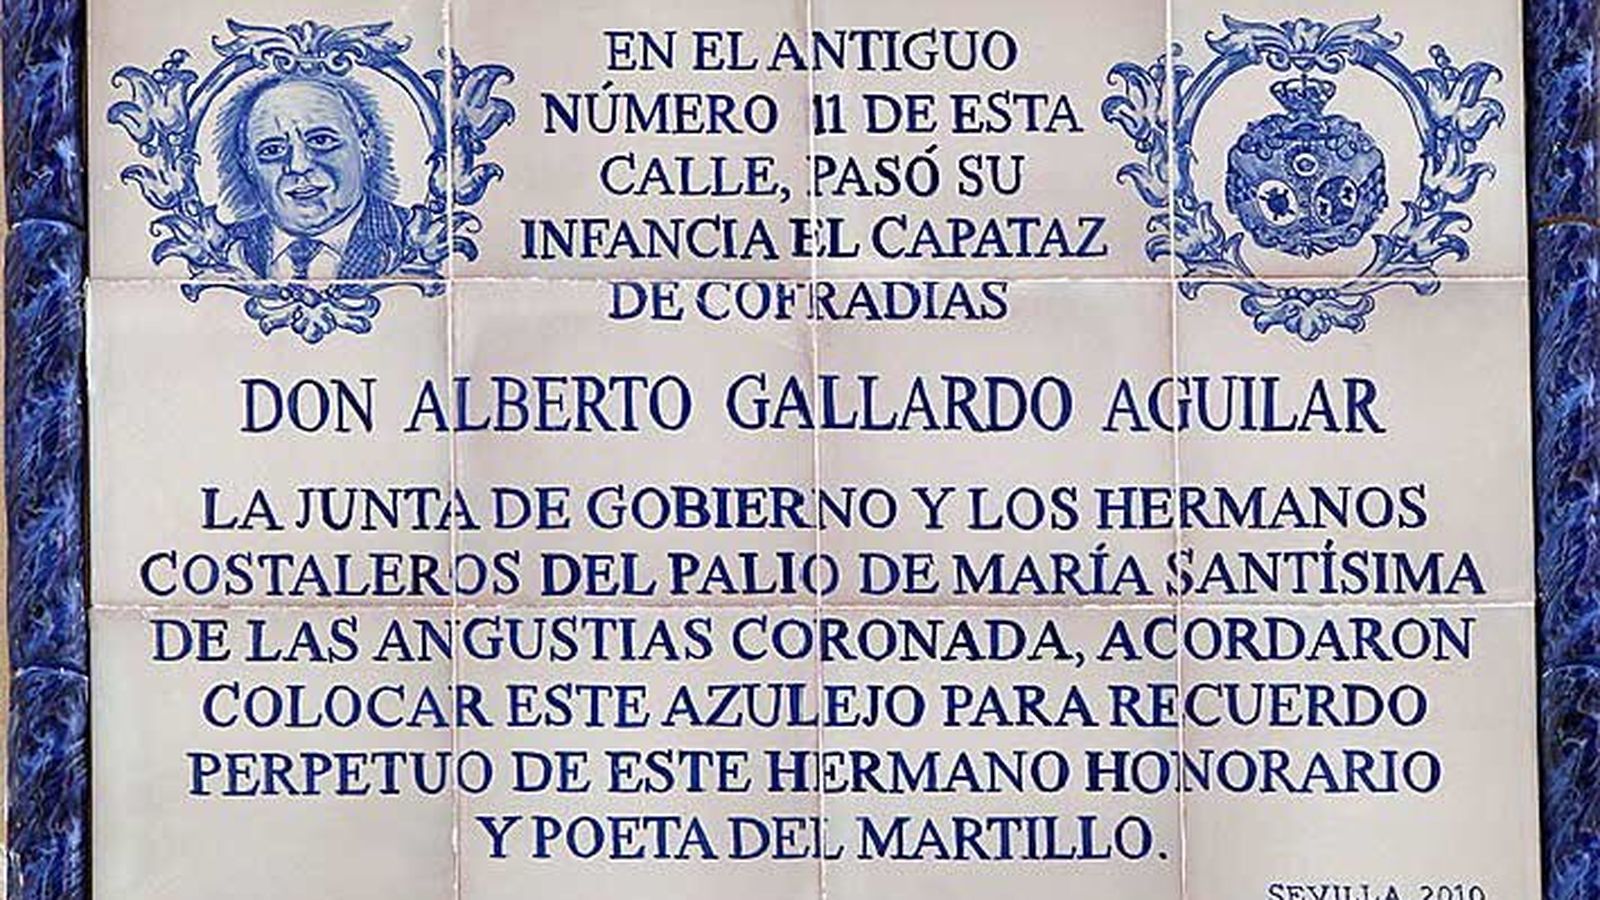 EN EL ANTIGUO
NÚMERO 11 DE ESTA
CALLE, PASÓ SU
INFANCIA EL CAPATAZ
DE COFRADIAS
DON ALBERTO GALLARDO AGUILAR
LA JUNTA DE GOBIERNO Y LOS HERMANOS
COSTALEROS DEL PALIO DE MARÍA SANTÍSIMA
DE LAS ANGUSTIAS CORONADA, ACORDARON
COLOCAR ESTE AZULEJO PARA RECUERDO
PERPETUO DE ESTE HERMANO HONORARIO
Y POETA DEL MARTILLO.
SEVILLA 2010